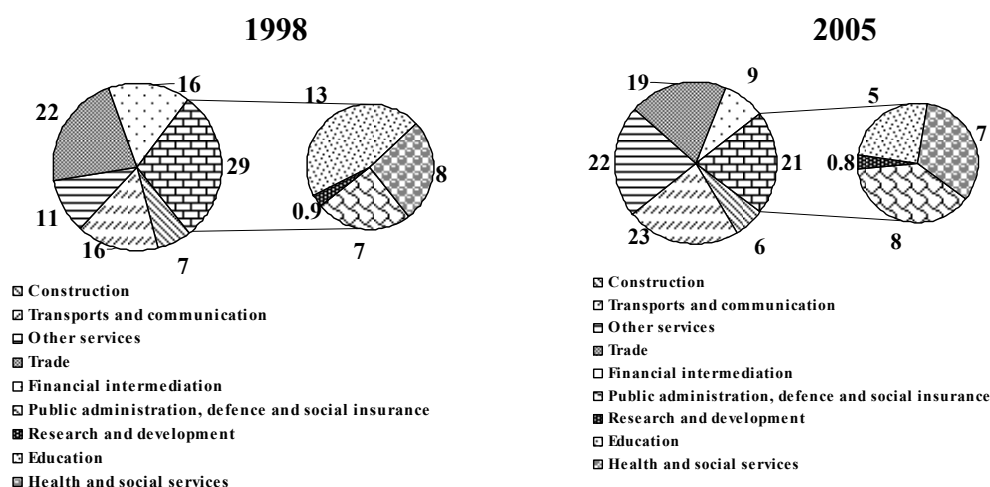 1998
2005
16
13
22
29
8
11
0.9
16
7
7
19
9
5
7
22
21
0.8
23
6
8
Construction
Transports and communication
Other services
Trade
Financial intermediation
Public administration, defence and social insurance
Research and development
Education
Health and social services
Construction
Transports and communication
Other services
Trade
Financial intermediation
Public administration, defence and social insurance
Research and development
Education
Health and social services